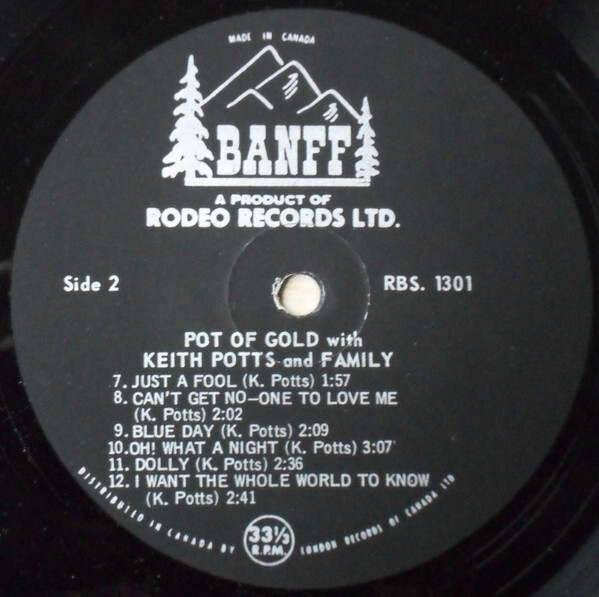 MADE IN CANADA
BANFF
A PRODUCT OF
RODEO RECORDS LTD.
Side 2
RBS. 1301
POT OF GOLD with
KEITH POTTS and FAMILY
7. JUST A FOOL (K. Potts) 1:57
8. CAN'T GET NO-ONE TO LOVE ME
(K. Potts) 2:02
9. BLUE DAY (K. Potts) 2:09
10. OH! WHAT A NIGHT (K. Potts) 3:07
11. DOLLY (K. Potts) 2:36
12. I WANT THE WHOLE WORLD TO KNOW
(K. Potts) 2:41
DISTRIBUTED IN CANADA BY LONDON RECORDS OF CANADA LTD
33⅓
R.P.M.